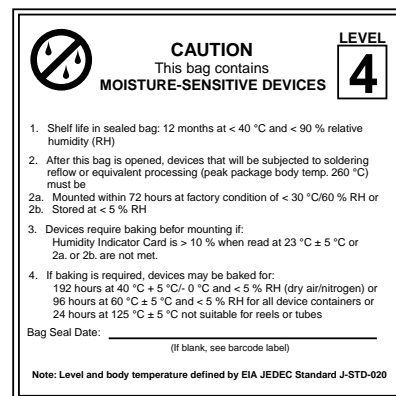 LEVEL
CAUTION
4
This bag contains
MOISTURE-SENSITIVE DEVICES
1. Shelf life in sealed bag: 12 months at < 40 °C and < 90 % relative
humidity (RH)
2. After this bag is opened, devices that will be subjected to soldering
reflow or equivalent processing (peak package body temp. 260 °C)
must be
2a. Mounted within 72 hours at factory condition of < 30 °C/60 % RH or
2b. Stored at < 5 % RH
3. Devices require baking befor mounting if:
Humidity Indicator Card is > 10 % when read at 23 °C ± 5 °C or
2a. or 2b. are not met.
4. If baking is required, devices may be baked for:
192 hours at 40 °C + 5 °C/- 0 °C and < 5 % RH (dry air/nitrogen) or
96 hours at 60 °C ± 5 °C and < 5 % RH for all device containers or
24 hours at 125 °C ± 5 °C not suitable for reels or tubes
Bag Seal Date:
(If blank, see barcode label)
Note: Level and body temperature defined by EIA JEDEC Standard J-STD-020